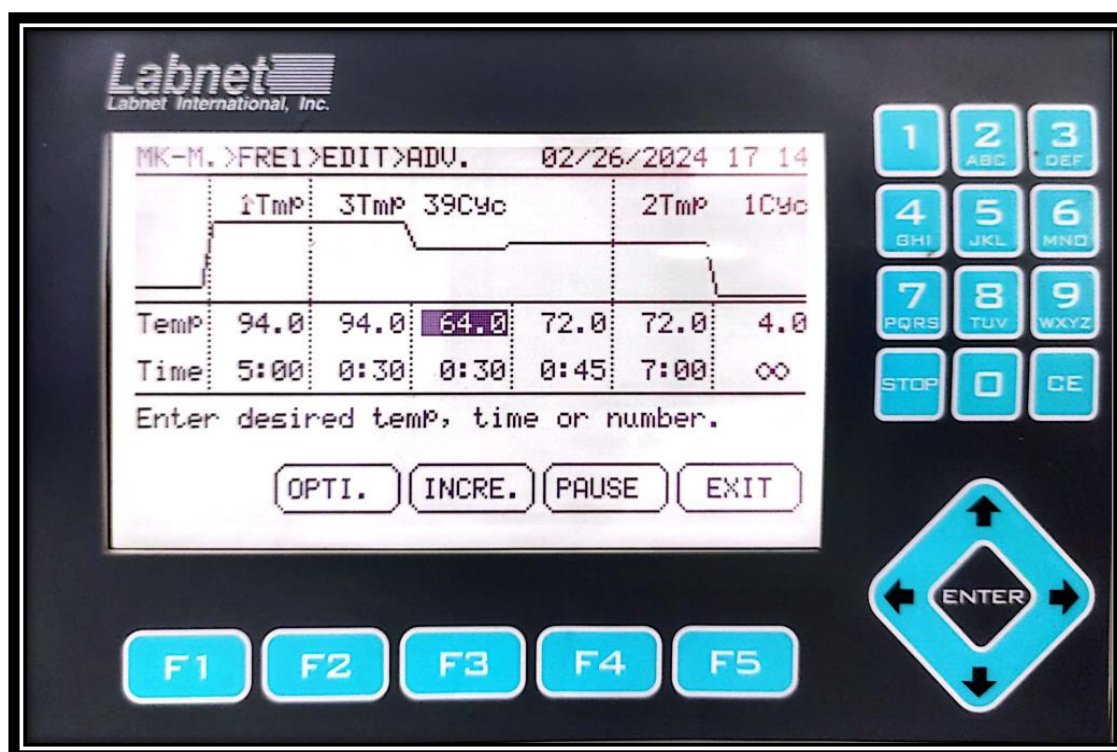 Labnet
Labnet International, Inc.
MK-M.>FRE1>EDIT>ADV. 02/26/2024 17 14
1Tmp 3Tmp 39Cyc 2Tmp 1Cyc
Temp 94.0 94.0 64.0 72.0 72.0 4.0
Time 5:00 0:30 0:30 0:45 7:00 ∞
Enter desired temp, time or number.
OPTI. INCRE. PAUSE EXIT
F1 F2 F3 F4 F5
1 2 3
ABC DEF
4 5 6
GHI JKL MNO
7 8 9
PQRS TUV WXYZ
STOP 0 CE
ENTER